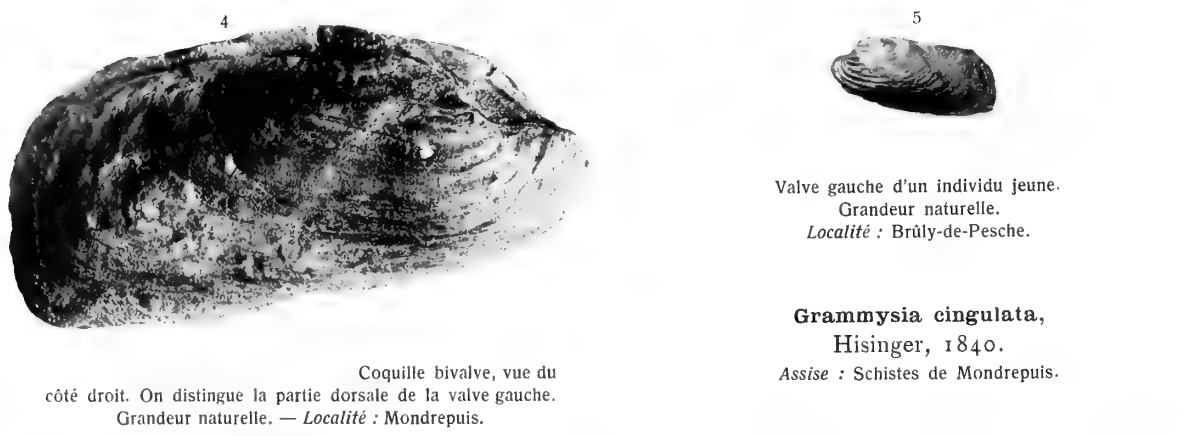 4
Coquille bivalve, vue du
côté droit. On distingue la partie dorsale de la valve gauche.
Grandeur naturelle. — Localité : Mondrepuis.
5
Valve gauche d'un individu jeune.
Grandeur naturelle.
Localité : Brûly-de-Pesche.
Grammysia cingulata,
Hisinger, 1840.
Assise : Schistes de Mondrepuis.